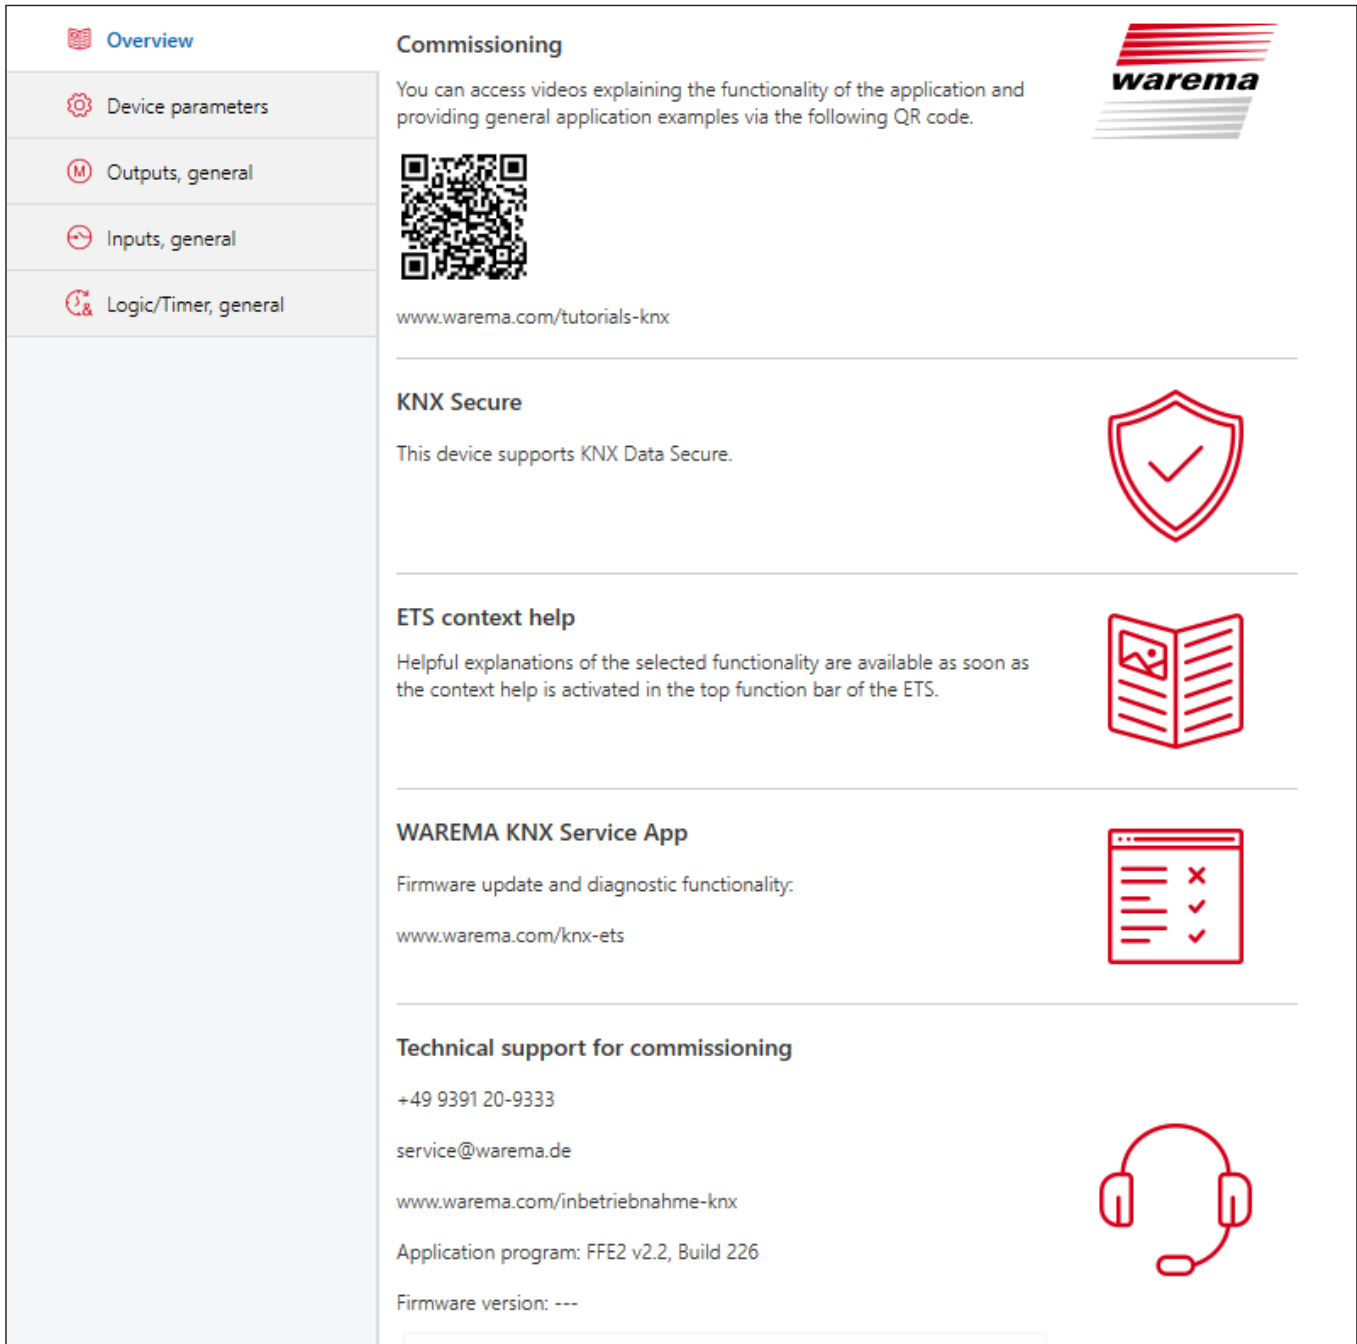 Overview
Device parameters
M
Outputs, general
Inputs, general
&
Logic/Timer, general
Commissioning
You can access videos explaining the functionality of the application and
providing general application examples via the following QR code.
www.warema.com/tutorials-knx
warema
KNX Secure
This device supports KNX Data Secure.
ETS context help
Helpful explanations of the selected functionality are available as soon as
the context help is activated in the top function bar of the ETS.
WAREMA KNX Service App
Firmware update and diagnostic functionality:
www.warema.com/knx-ets
Technical support for commissioning
+49 9391 20-9333
service@warema.de
www.warema.com/inbetriebnahme-knx
Application program: FFE2 v2.2, Build 226
Firmware version: ---